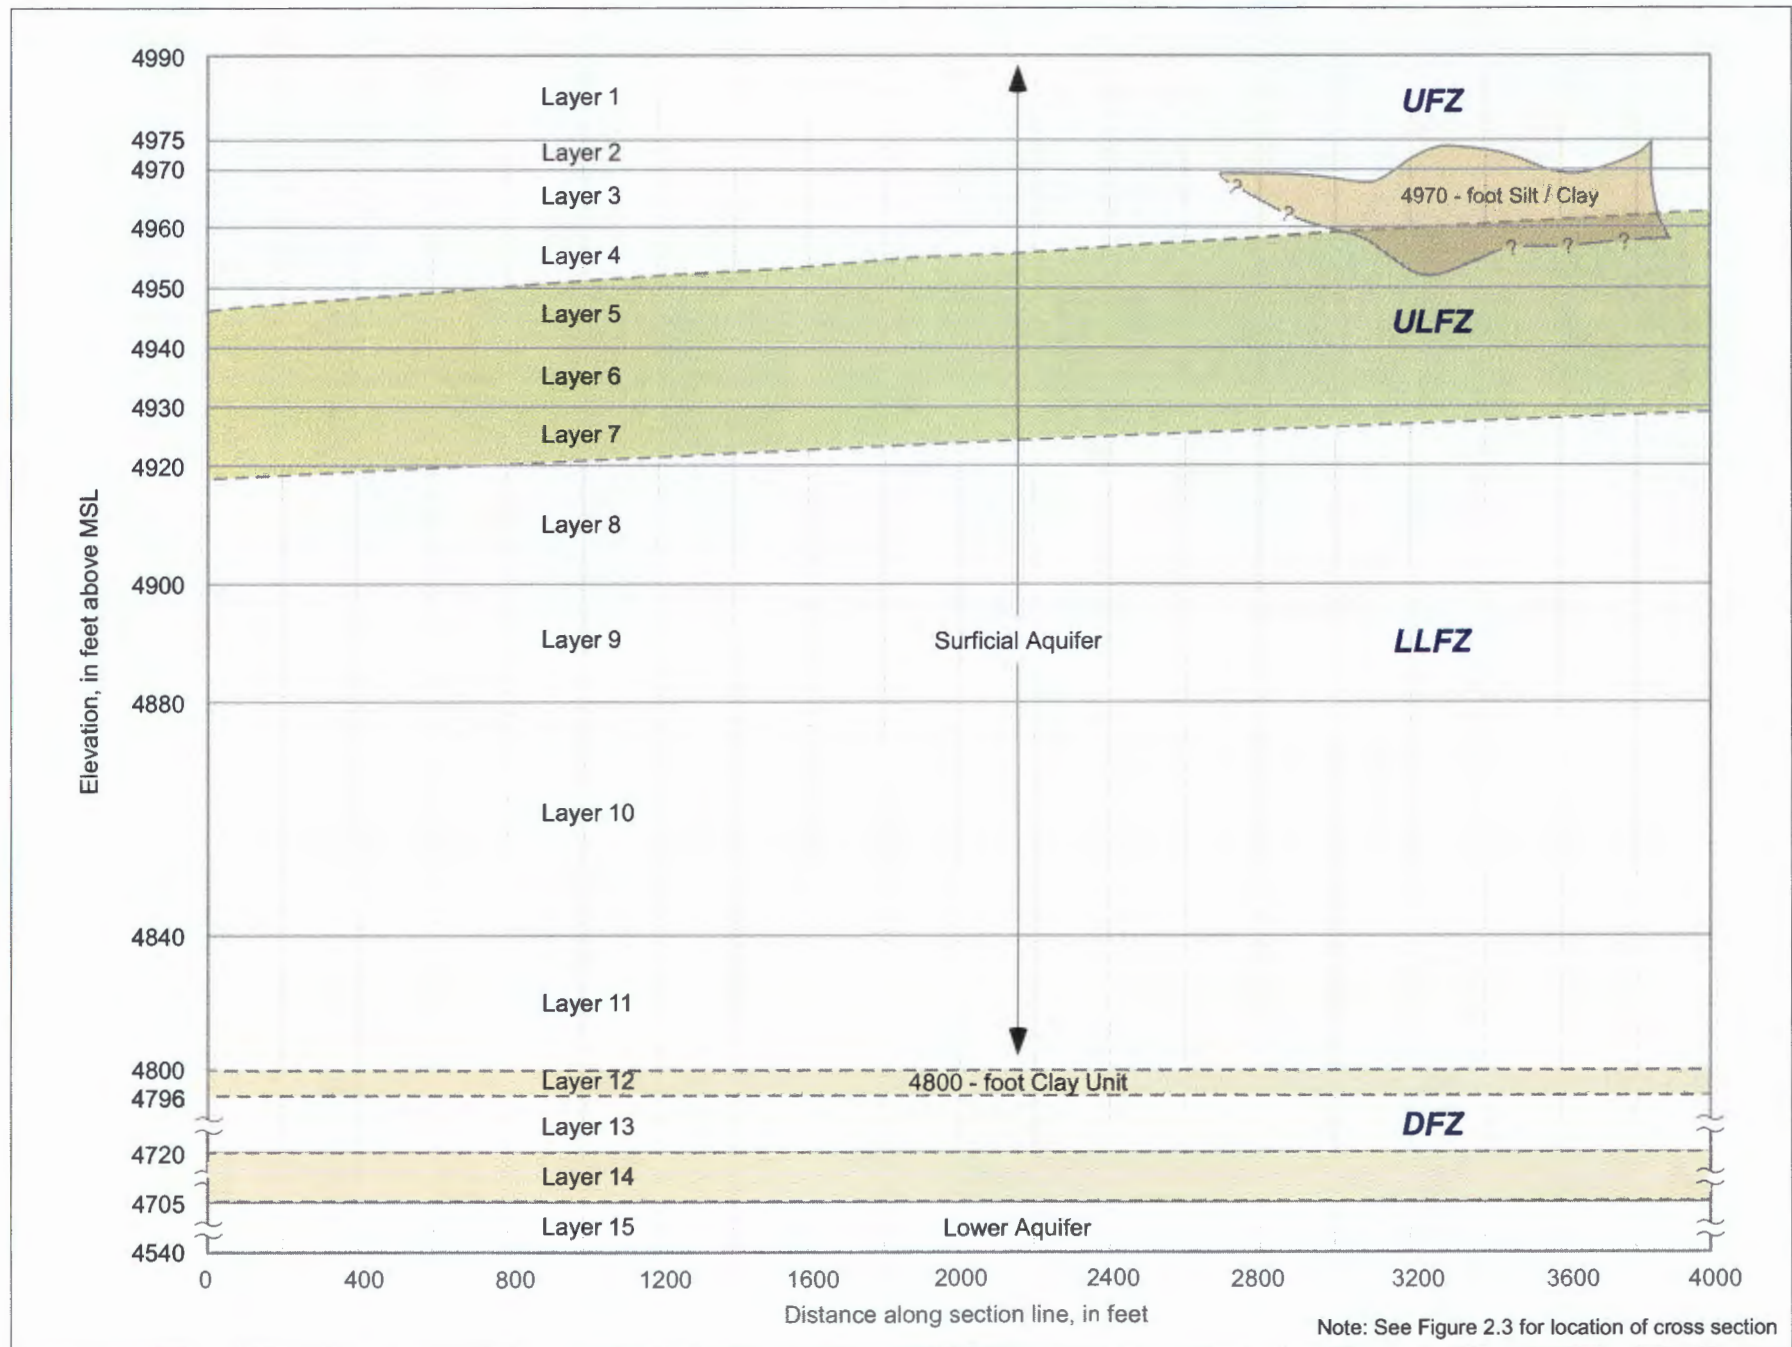 4990
Layer 1
UFZ
4975
Layer 2
4970
Layer 3
?
4970 - foot Silt / Clay
?
4960
Layer 4
? ? ?
4950
Layer 5
ULFZ
4940
Layer 6
4930
Layer 7
4920
Elevation, in feet above MSL
Layer 8
4900
Layer 9
Surficial Aquifer
LLFZ
4880
Layer 10
4840
Layer 11
4800
Layer 12
4800 - foot Clay Unit
4796
Layer 13
DFZ
4720
Layer 14
4705
Layer 15
Lower Aquifer
4540
0 400 800 1200 1600 2000 2400 2800 3200 3600 4000
Distance along section line, in feet
Note: See Figure 2.3 for location of cross section